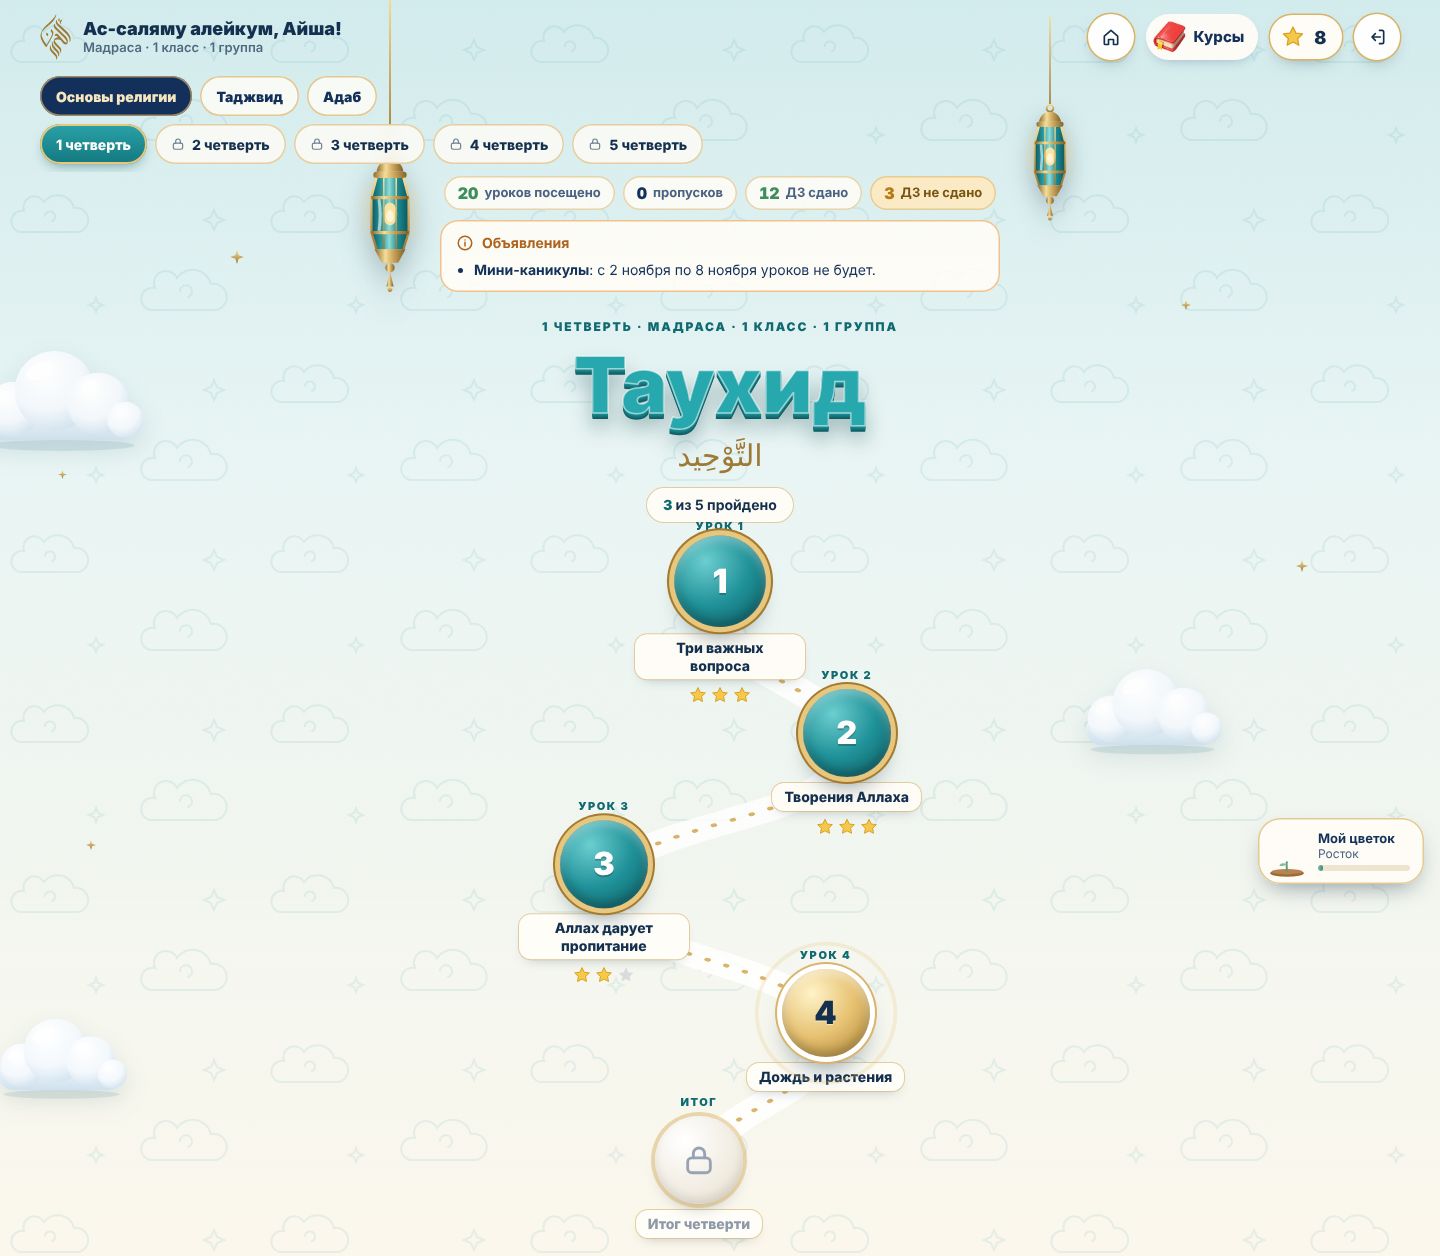 Ас-саляму алейкум, Айша!
Мадраса · 1 класс · 1 группа
Курсы
8
Основы религии
Таджвид
Адаб
1 четверть
2 четверть
3 четверть
4 четверть
5 четверть
20 уроков посещено
0 пропусков
12 ДЗ сдано
3 ДЗ не сдано
Объявления
• Мини-каникулы: с 2 ноября по 8 ноября уроков не будет.
1 ЧЕТВЕРТЬ · МАДРАСА · 1 КЛАСС · 1 ГРУППА
Таухид
التَّوْحِيد
3 из 5 пройдено
УРОК 1
1
Три важных
вопроса
УРОК 2
2
Творения Аллаха
УРОК 3
3
Аллах дарует
пропитание
Мой цветок
Росток
УРОК 4
4
Дождь и растения
ИТОГ
Итог четверти